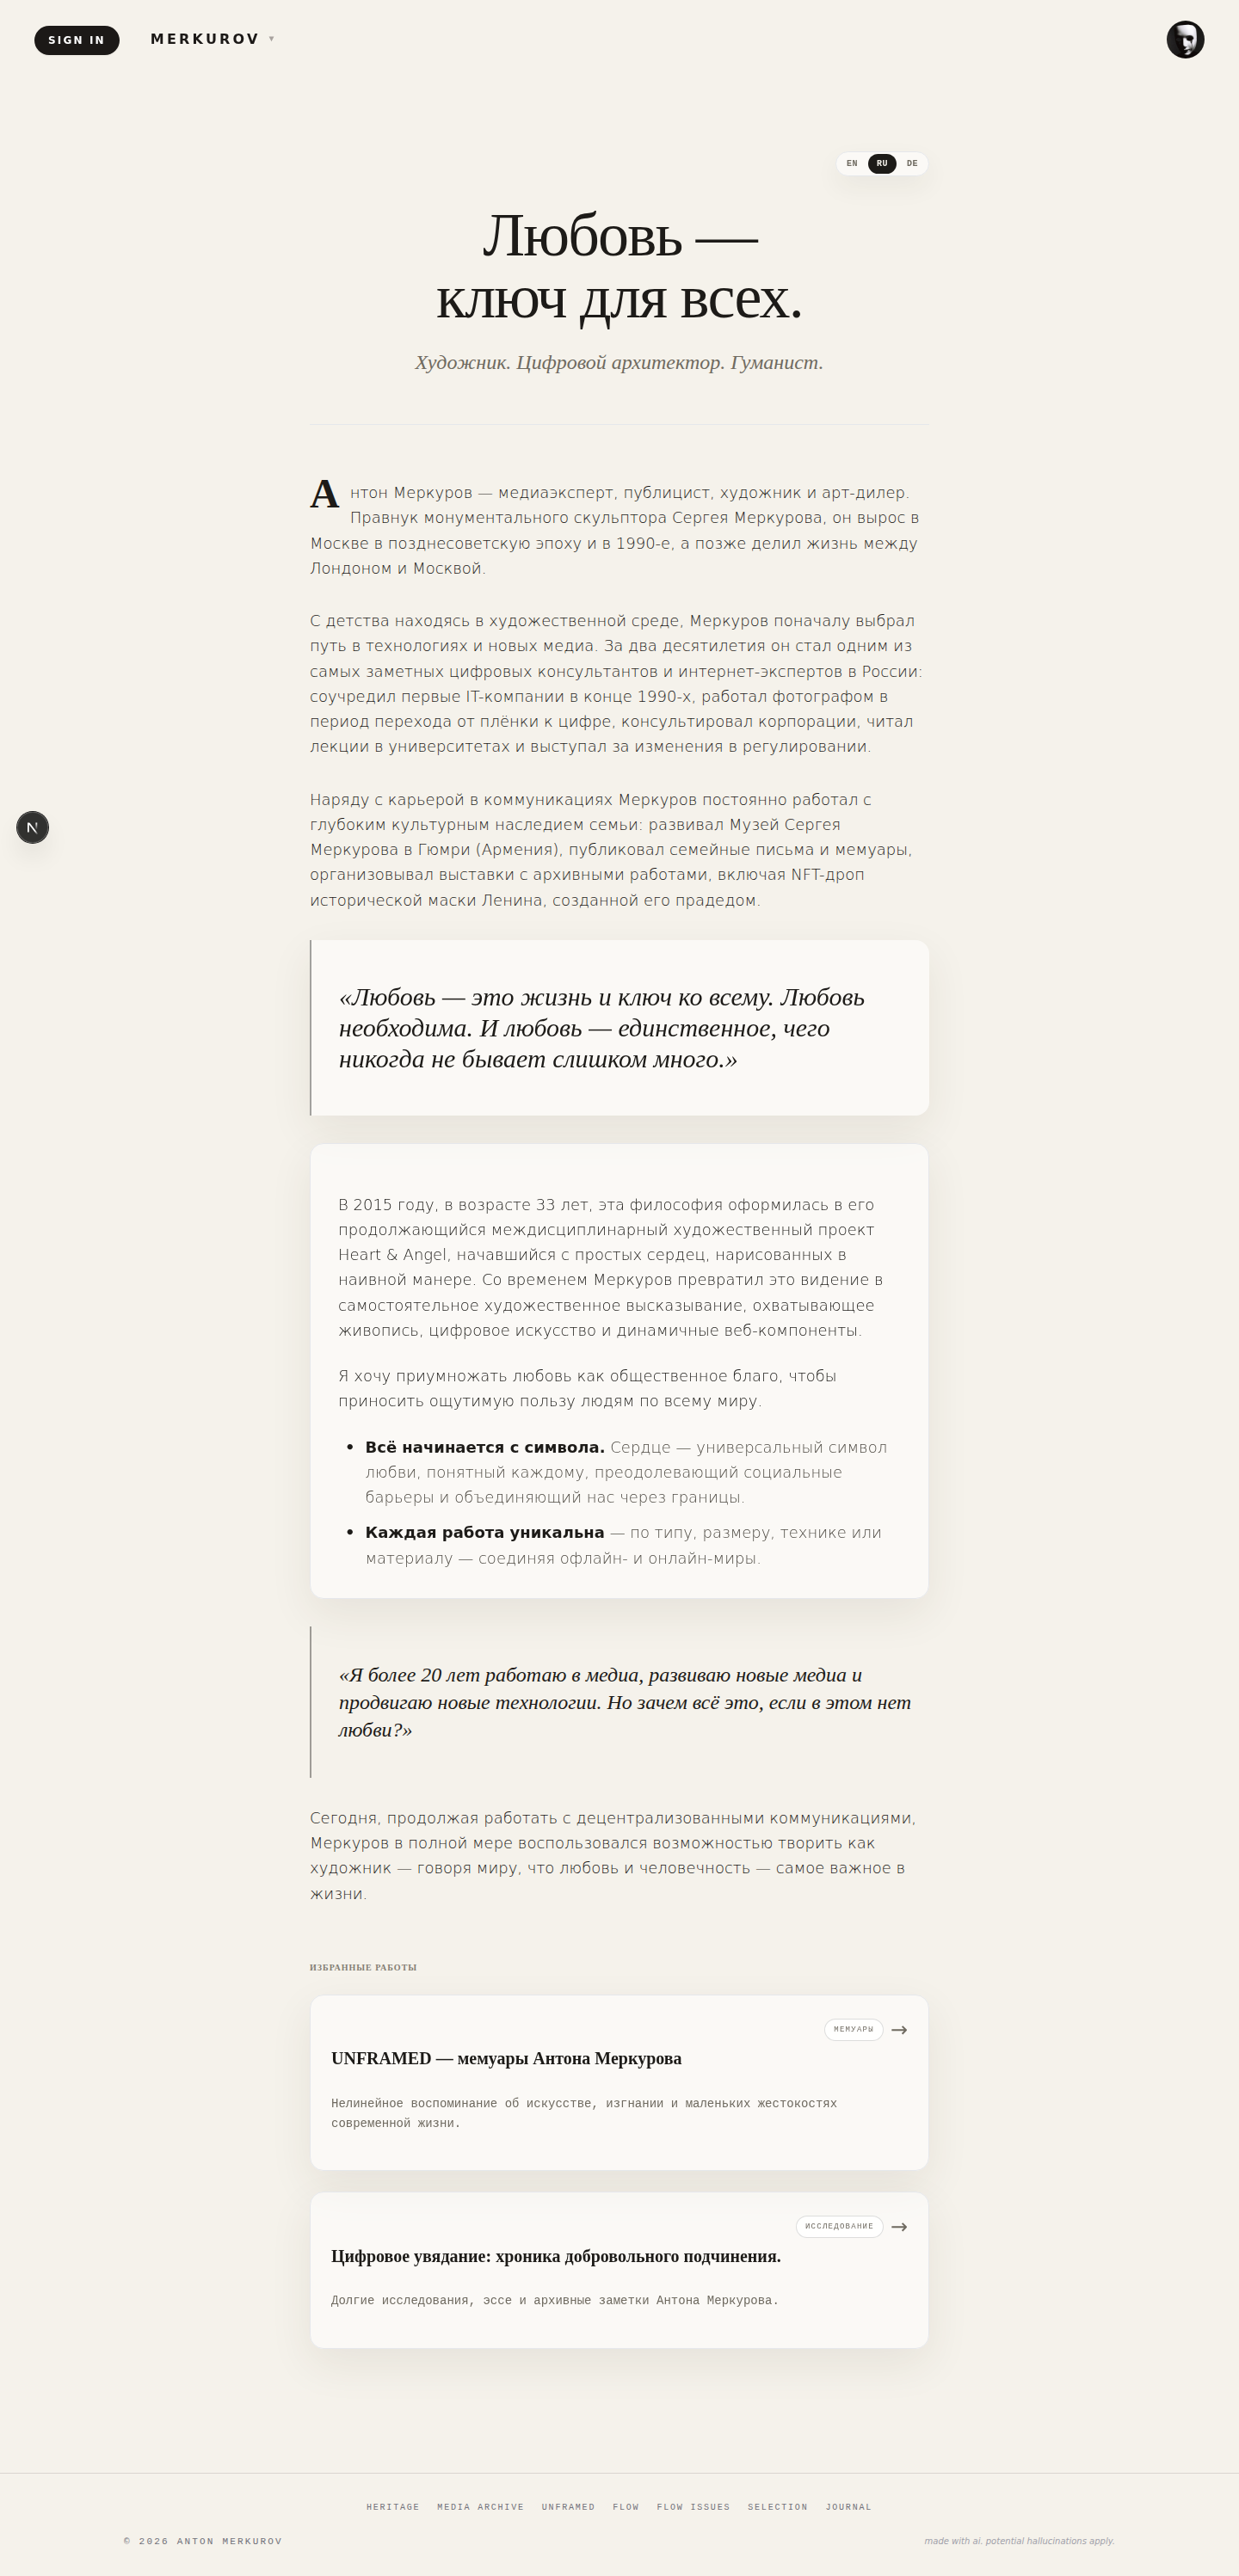 SIGN IN
MERKUROV ▾
EN RU DE
Любовь —
ключ для всех.
Художник. Цифровой архитектор. Гуманист.
Антон Меркуров — медиаэксперт, публицист, художник и арт-дилер.
Правнук монументального скульптора Сергея Меркурова, он вырос в
Москве в позднесоветскую эпоху и в 1990-е, а позже делил жизнь между
Лондоном и Москвой.
С детства находясь в художественной среде, Меркуров поначалу выбрал
путь в технологиях и новых медиа. За два десятилетия он стал одним из
самых заметных цифровых консультантов и интернет-экспертов в России:
соучредил первые IT-компании в конце 1990-х, работал фотографом в
период перехода от плёнки к цифре, консультировал корпорации, читал
лекции в университетах и выступал за изменения в регулировании.
Наряду с карьерой в коммуникациях Меркуров постоянно работал с
глубоким культурным наследием семьи: развивал Музей Сергея
Меркурова в Гюмри (Армения), публиковал семейные письма и мемуары,
организовывал выставки с архивными работами, включая NFT-дроп
исторической маски Ленина, созданной его прадедом.
N
«Любовь — это жизнь и ключ ко всему. Любовь
необходима. И любовь — единственное, чего
никогда не бывает слишком много.»
В 2015 году, в возрасте 33 лет, эта философия оформилась в его
продолжающийся междисциплинарный художественный проект
Heart & Angel, начавшийся с простых сердец, нарисованных в
наивной манере. Со временем Меркуров превратил это видение в
самостоятельное художественное высказывание, охватывающее
живопись, цифровое искусство и динамичные веб-компоненты.
Я хочу приумножать любовь как общественное благо, чтобы
приносить ощутимую пользу людям по всему миру.
• Всё начинается с символа. Сердце — универсальный символ
любви, понятный каждому, преодолевающий социальные
барьеры и объединяющий нас через границы.
• Каждая работа уникальна — по типу, размеру, технике или
материалу — соединяя офлайн- и онлайн-миры.
«Я более 20 лет работаю в медиа, развиваю новые медиа и
продвигаю новые технологии. Но зачем всё это, если в этом нет
любви?»
Сегодня, продолжая работать с децентрализованными коммуникациями,
Меркуров в полной мере воспользовался возможностью творить как
художник — говоря миру, что любовь и человечность — самое важное в
жизни.
ИЗБРАННЫЕ РАБОТЫ
МЕМУАРЫ →
UNFRAMED — мемуары Антона Меркурова
Нелинейное воспоминание об искусстве, изгнании и маленьких жестокостях
современной жизни.
ИССЛЕДОВАНИЕ →
Цифровое увядание: хроника добровольного подчинения.
Долгие исследования, эссе и архивные заметки Антона Меркурова.
HERITAGE MEDIA ARCHIVE UNFRAMED FLOW FLOW ISSUES SELECTION JOURNAL
© 2026 ANTON MERKUROV
made with ai. potential hallucinations apply.